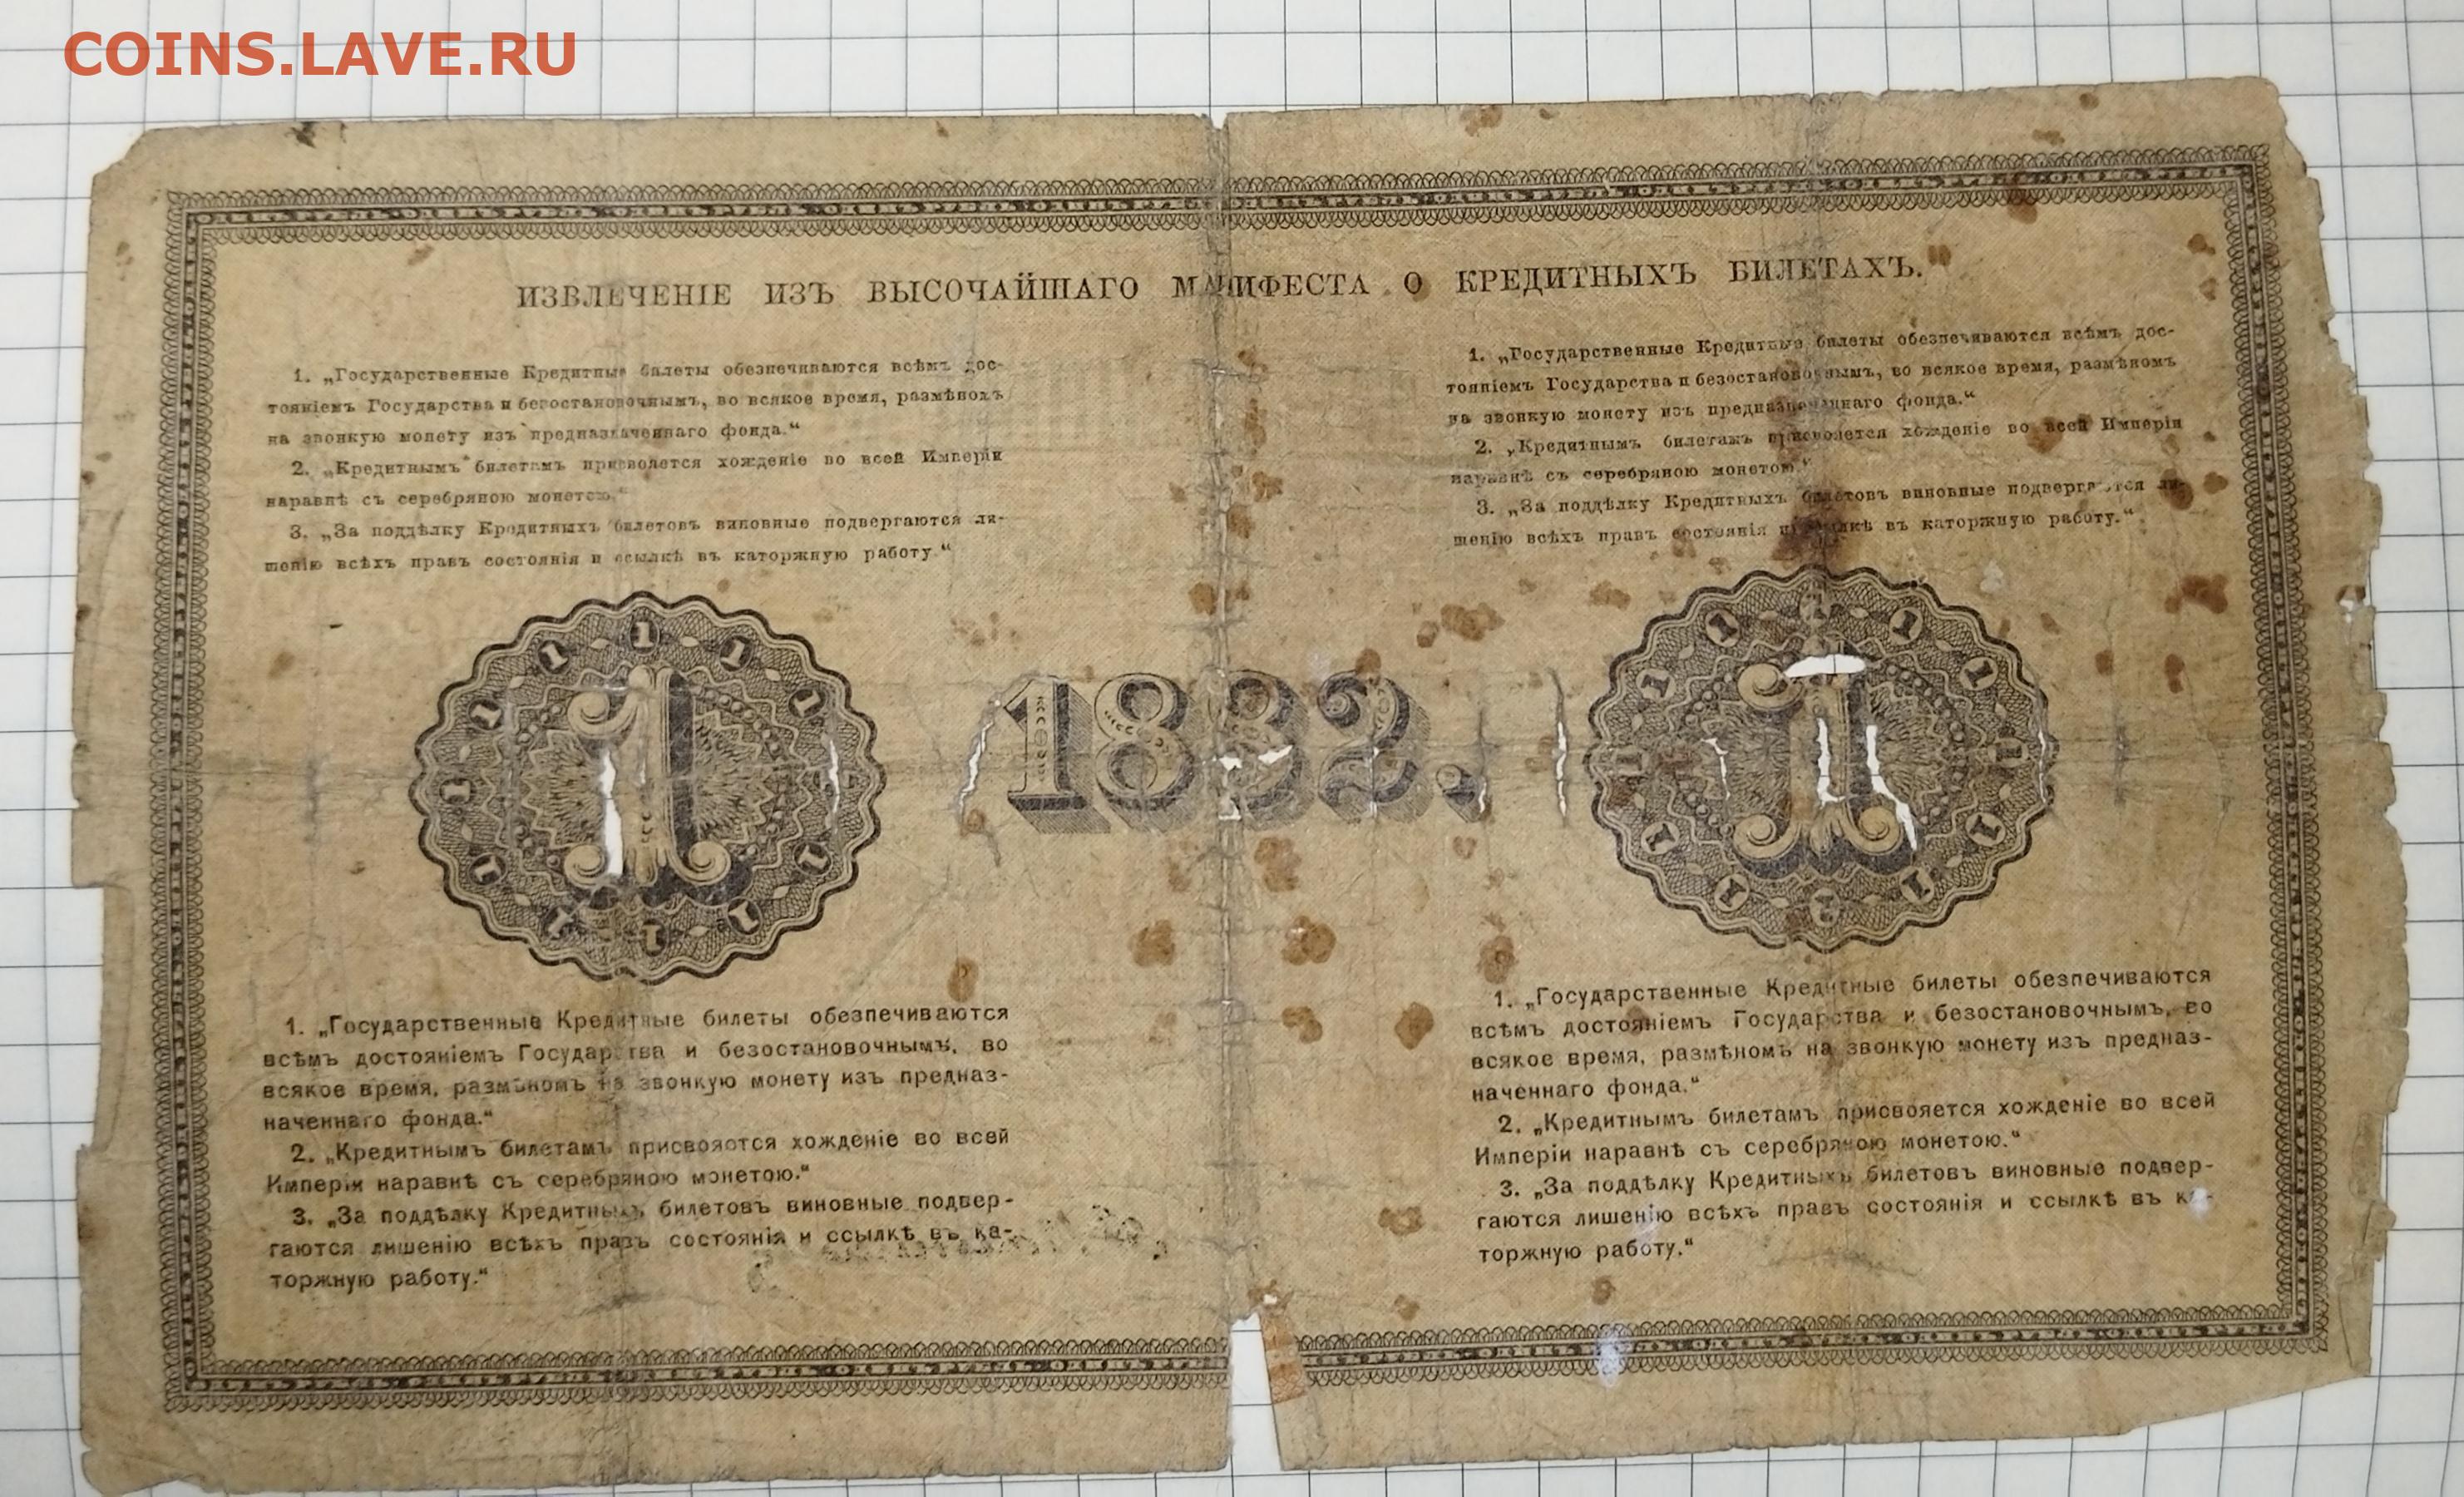 COINS.LAVE.RU
ИЗВЛЕЧЕНІЕ ИЗЪ ВЫСОЧАЙШАГО МАНИФЕСТА О КРЕДИТНЫХЪ БИЛЕТАХЪ.
1. „Государственные Кредитные билеты обезпечиваются всѣмъ дос-
тояніемъ Государства и безостановочнымъ, во всякое время, размѣномъ
на звонкую монету изъ предназначеннаго фонда.“
2. „Кредитнымъ билетамъ присвояется хожденіе во всей Имперіи
наравнѣ съ серебряною монетою.“
3. „За поддѣлку Кредитныхъ билетовъ виновные подвергаются ли-
шенію всѣхъ правъ состоянія и ссылкѣ въ каторжную работу.“
1. „Государственные Кредитные билеты обезпечиваются всѣмъ дос-
тояніемъ Государства и безостановочнымъ, во всякое время, размѣномъ
на звонкую монету изъ предназначеннаго фонда.“
2. „Кредитнымъ билетамъ присвояется хожденіе во всей Имперіи
наравнѣ съ серебряною монетою.“
3. „За поддѣлку Кредитныхъ билетовъ виновные подвергаются ли-
шенію всѣхъ правъ состоянія и ссылкѣ въ каторжную работу.“
1
1882.
1
1. „Государственные Кредитные билеты обезпечиваются
всѣмъ достояніемъ Государства и безостановочнымъ, во
всякое время, размѣномъ на звонкую монету изъ предназ-
наченнаго фонда.“
2. „Кредитнымъ билетамъ присвояется хожденіе во всей
Имперіи наравнѣ съ серебряною монетою.“
3. „За поддѣлку Кредитныхъ билетовъ виновные подвер-
гаются лишенію всѣхъ правъ состоянія и ссылкѣ въ ка-
торжную работу.“
1. „Государственные Кредитные билеты обезпечиваются
всѣмъ достояніемъ Государства и безостановочнымъ, во
всякое время, размѣномъ на звонкую монету изъ предназ-
наченнаго фонда.“
2. „Кредитнымъ билетамъ присвояется хожденіе во всей
Имперіи наравнѣ съ серебряною монетою.“
3. „За поддѣлку Кредитныхъ билетовъ виновные подвер-
гаются лишенію всѣхъ правъ состоянія и ссылкѣ въ ка-
торжную работу.“